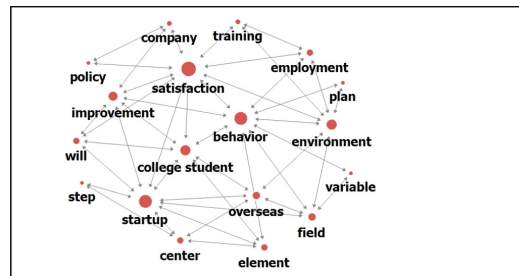 company
training
policy
satisfaction
employment
improvement
plan
behavior
environment
will
college student
step
startup
overseas
variable
field
center
element